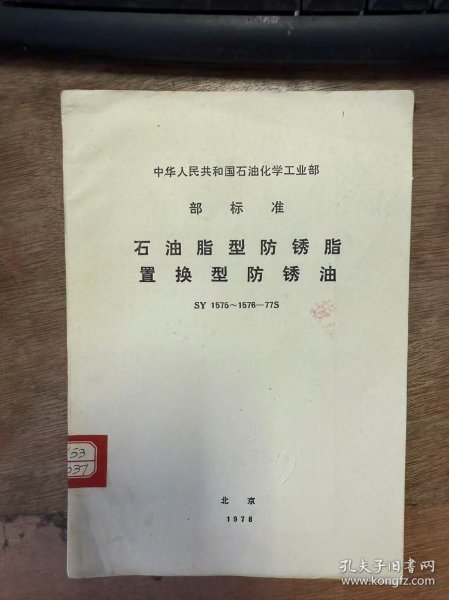 中华人民共和国石油化学工业部
部标准
石油脂型防锈脂
置换型防锈油
SY 1575~1576—77S
353
537
北京
1978
孔夫子旧书网
www.kongfz.com